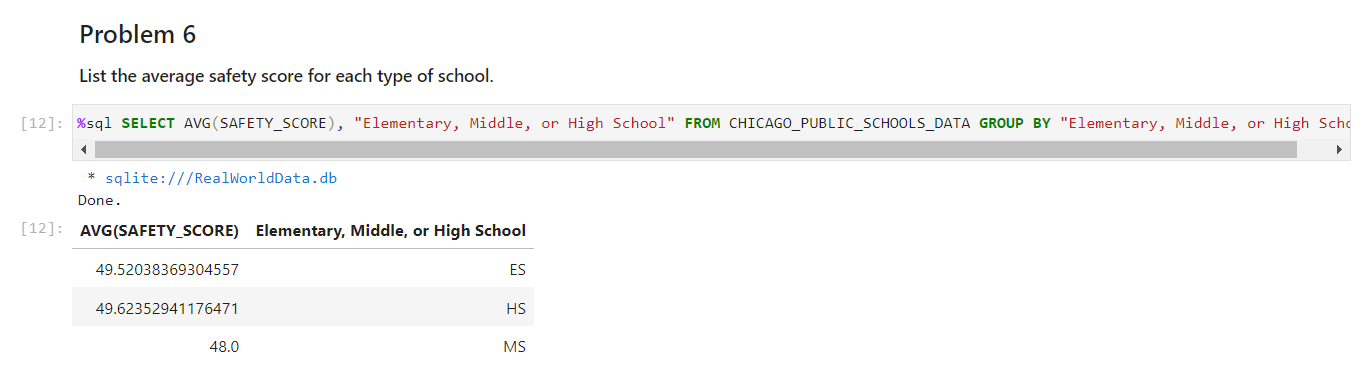 Problem 6
List the average safety score for each type of school.
[12]: %sql SELECT AVG(SAFETY_SCORE), "Elementary, Middle, or High School" FROM CHICAGO_PUBLIC_SCHOOLS_DATA GROUP BY "Elementary, Middle, or High Scho
* sqlite:///RealWorldData.db
Done.
[12]: AVG(SAFETY_SCORE) Elementary, Middle, or High School
49.52038369304557 ES
49.62352941176471 HS
48.0 MS